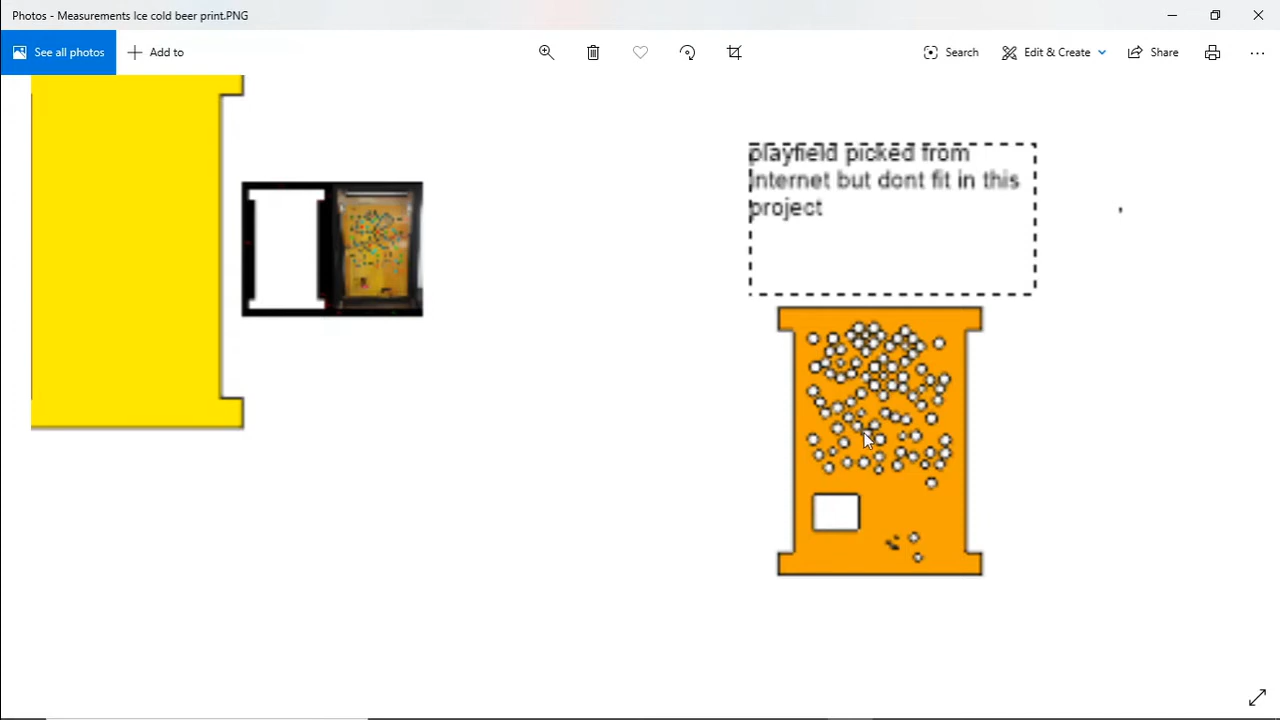 Photos - Measurements Ice cold beer print.PNG
See all photos
Add to
Search
Edit & Create
Share
playfield picked from
Internet but dont fit in this
project